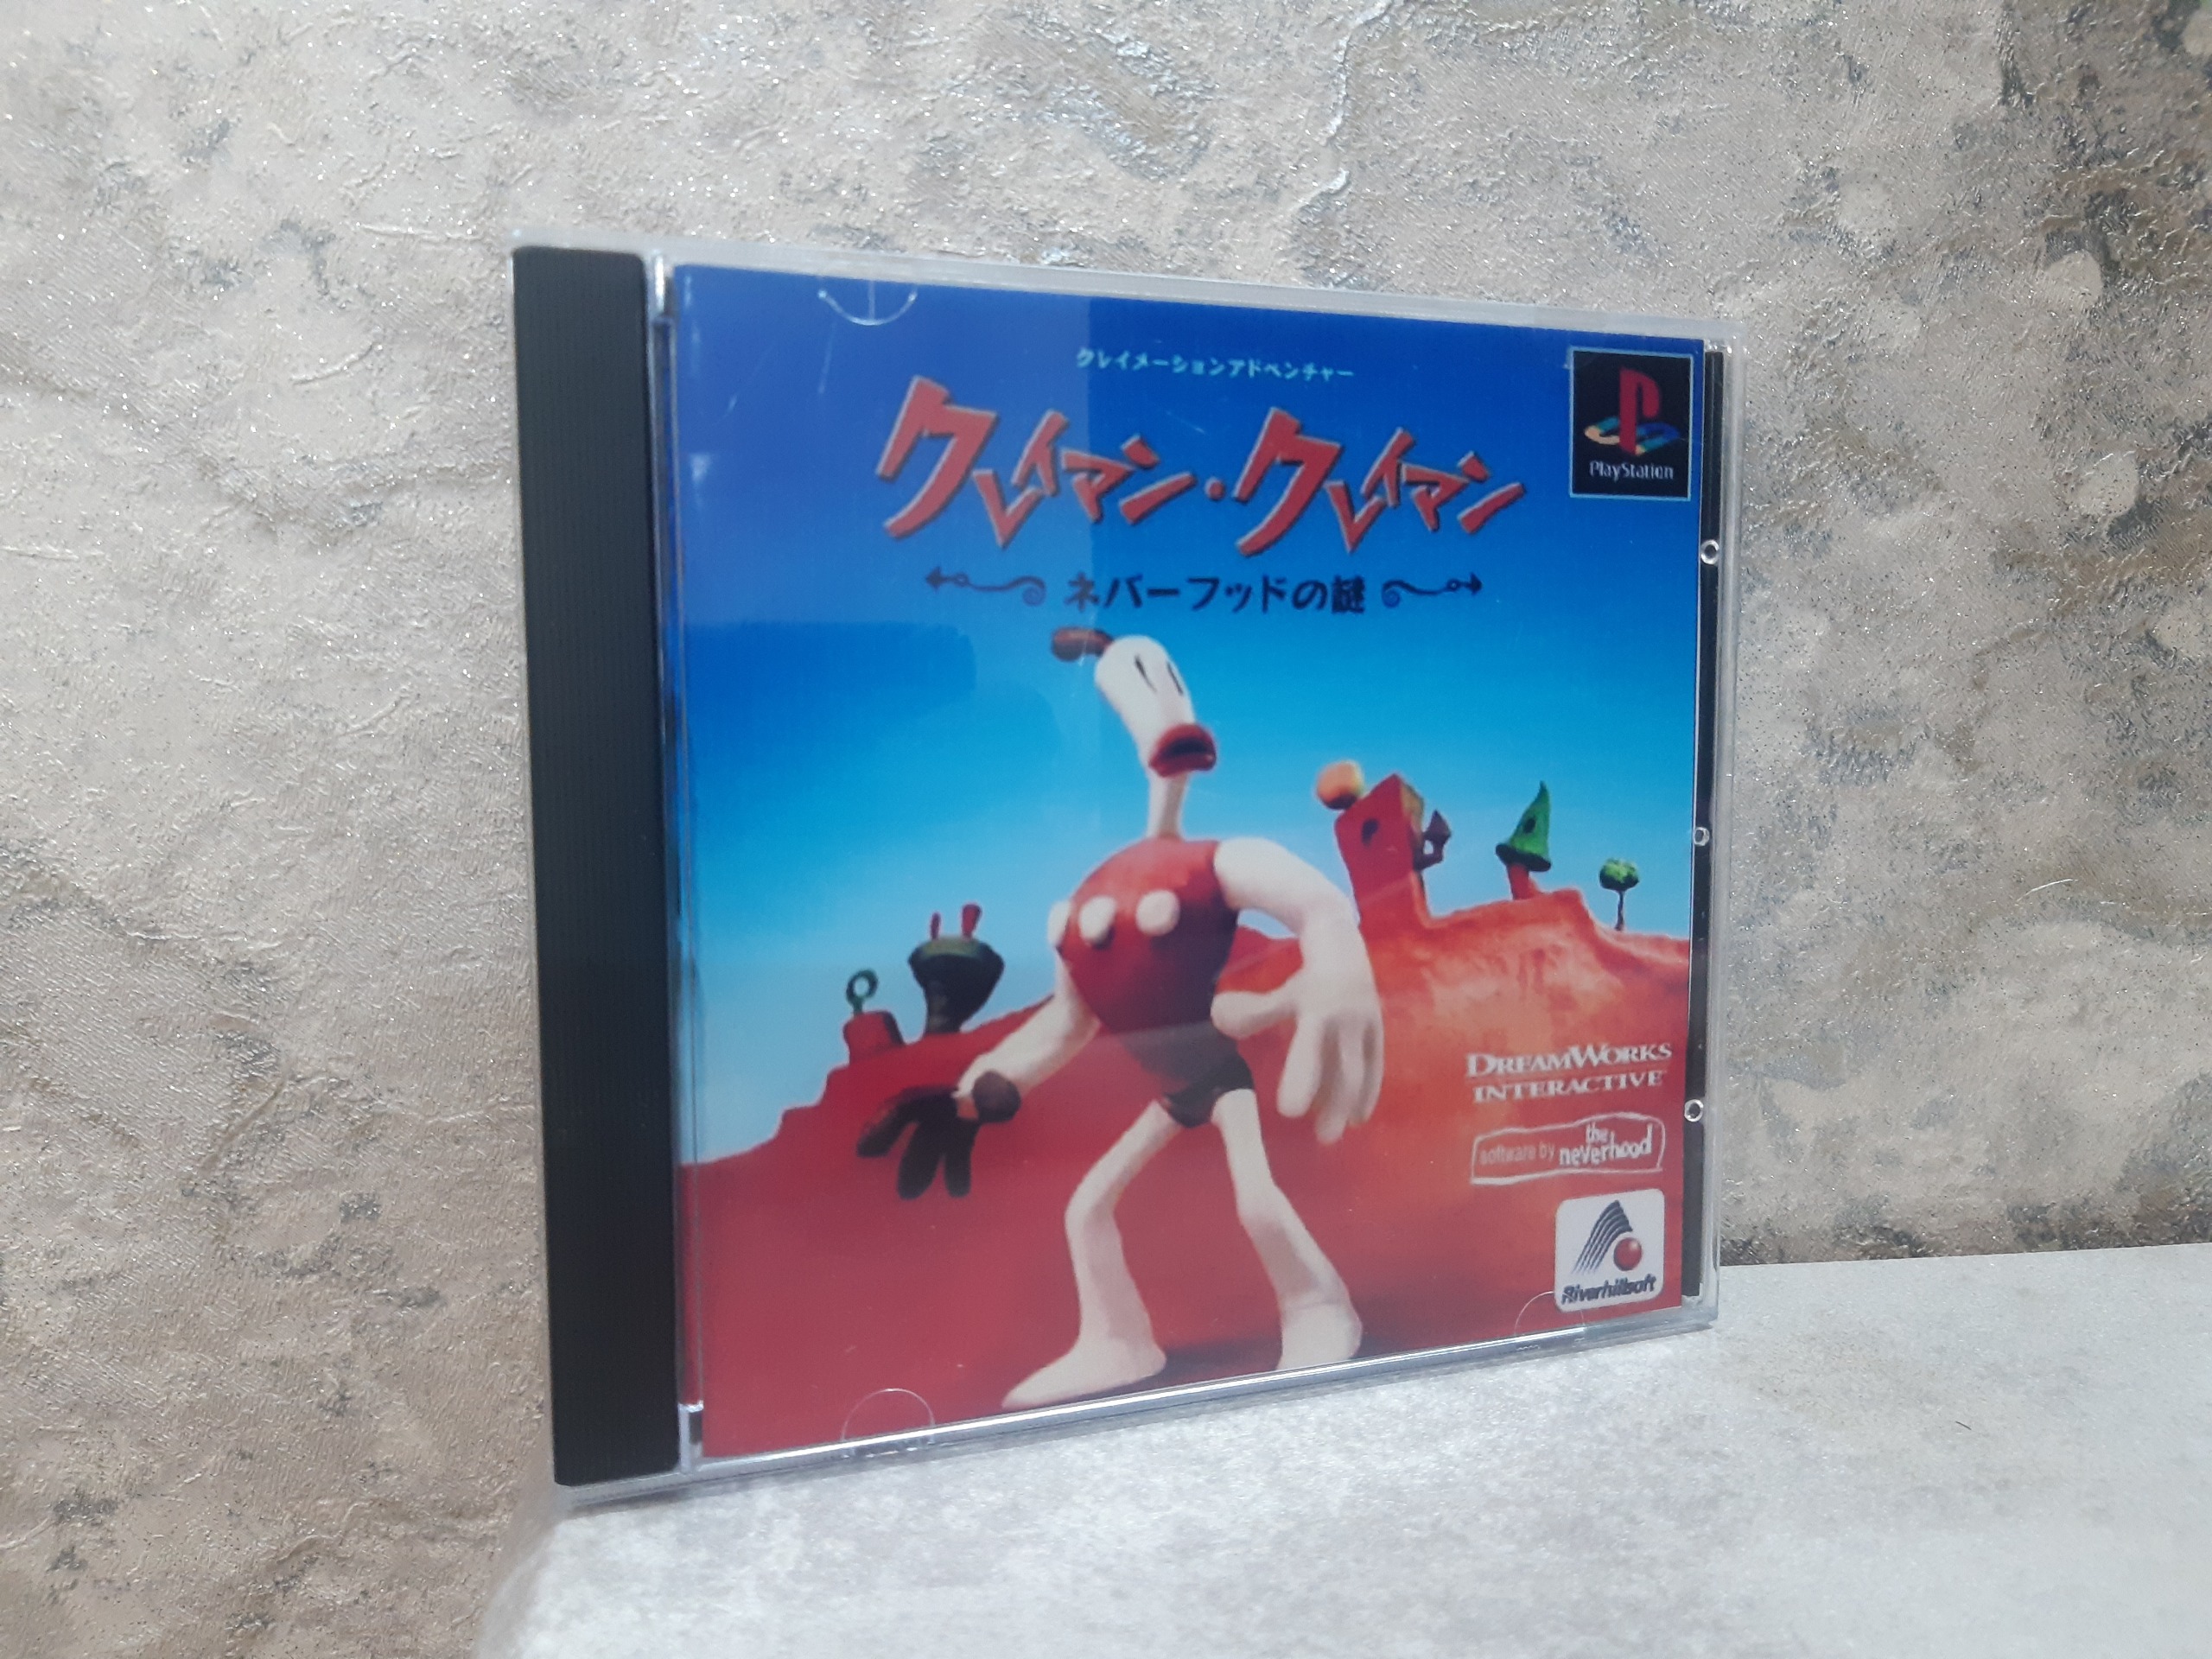 クレイメーションアドベンチャー
クレイマン・クレイマン
ネバーフッドの謎
PlayStation
DREAMWORKS
INTERACTIVE
software by the neverhood
Riverhillsoft